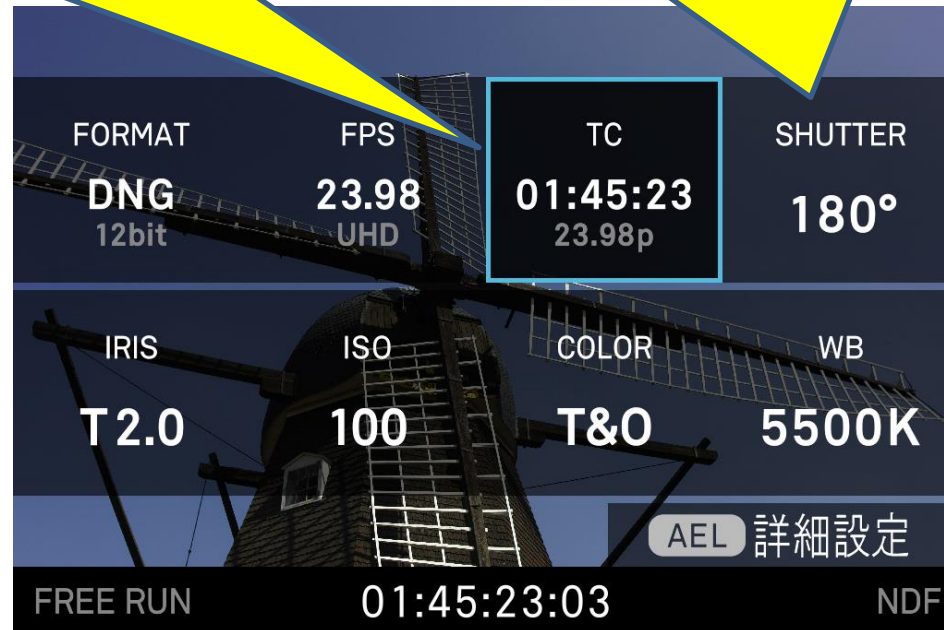 FORMAT FPS TC SHUTTER
DNG 23.98 01:45:23 180°
12bit UHD 23.98p
IRIS ISO COLOR WB
T2.0 100 T&O 5500K
AEL 詳細設定
FREE RUN 01:45:23:03 NDF